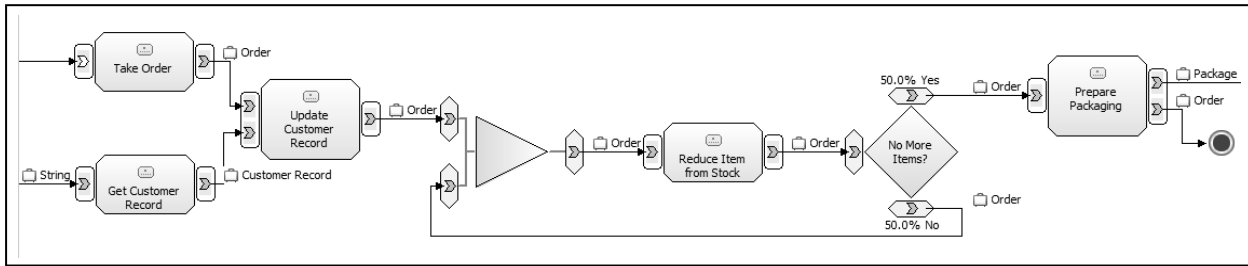 Order
Take Order
Update
Customer
Record
Order
String
Get Customer
Record
Customer Record
Order
Reduce Item
from Stock
Order
50.0% Yes
Order
No More
Items?
Order
50.0% No
Prepare
Packaging
Package
Order